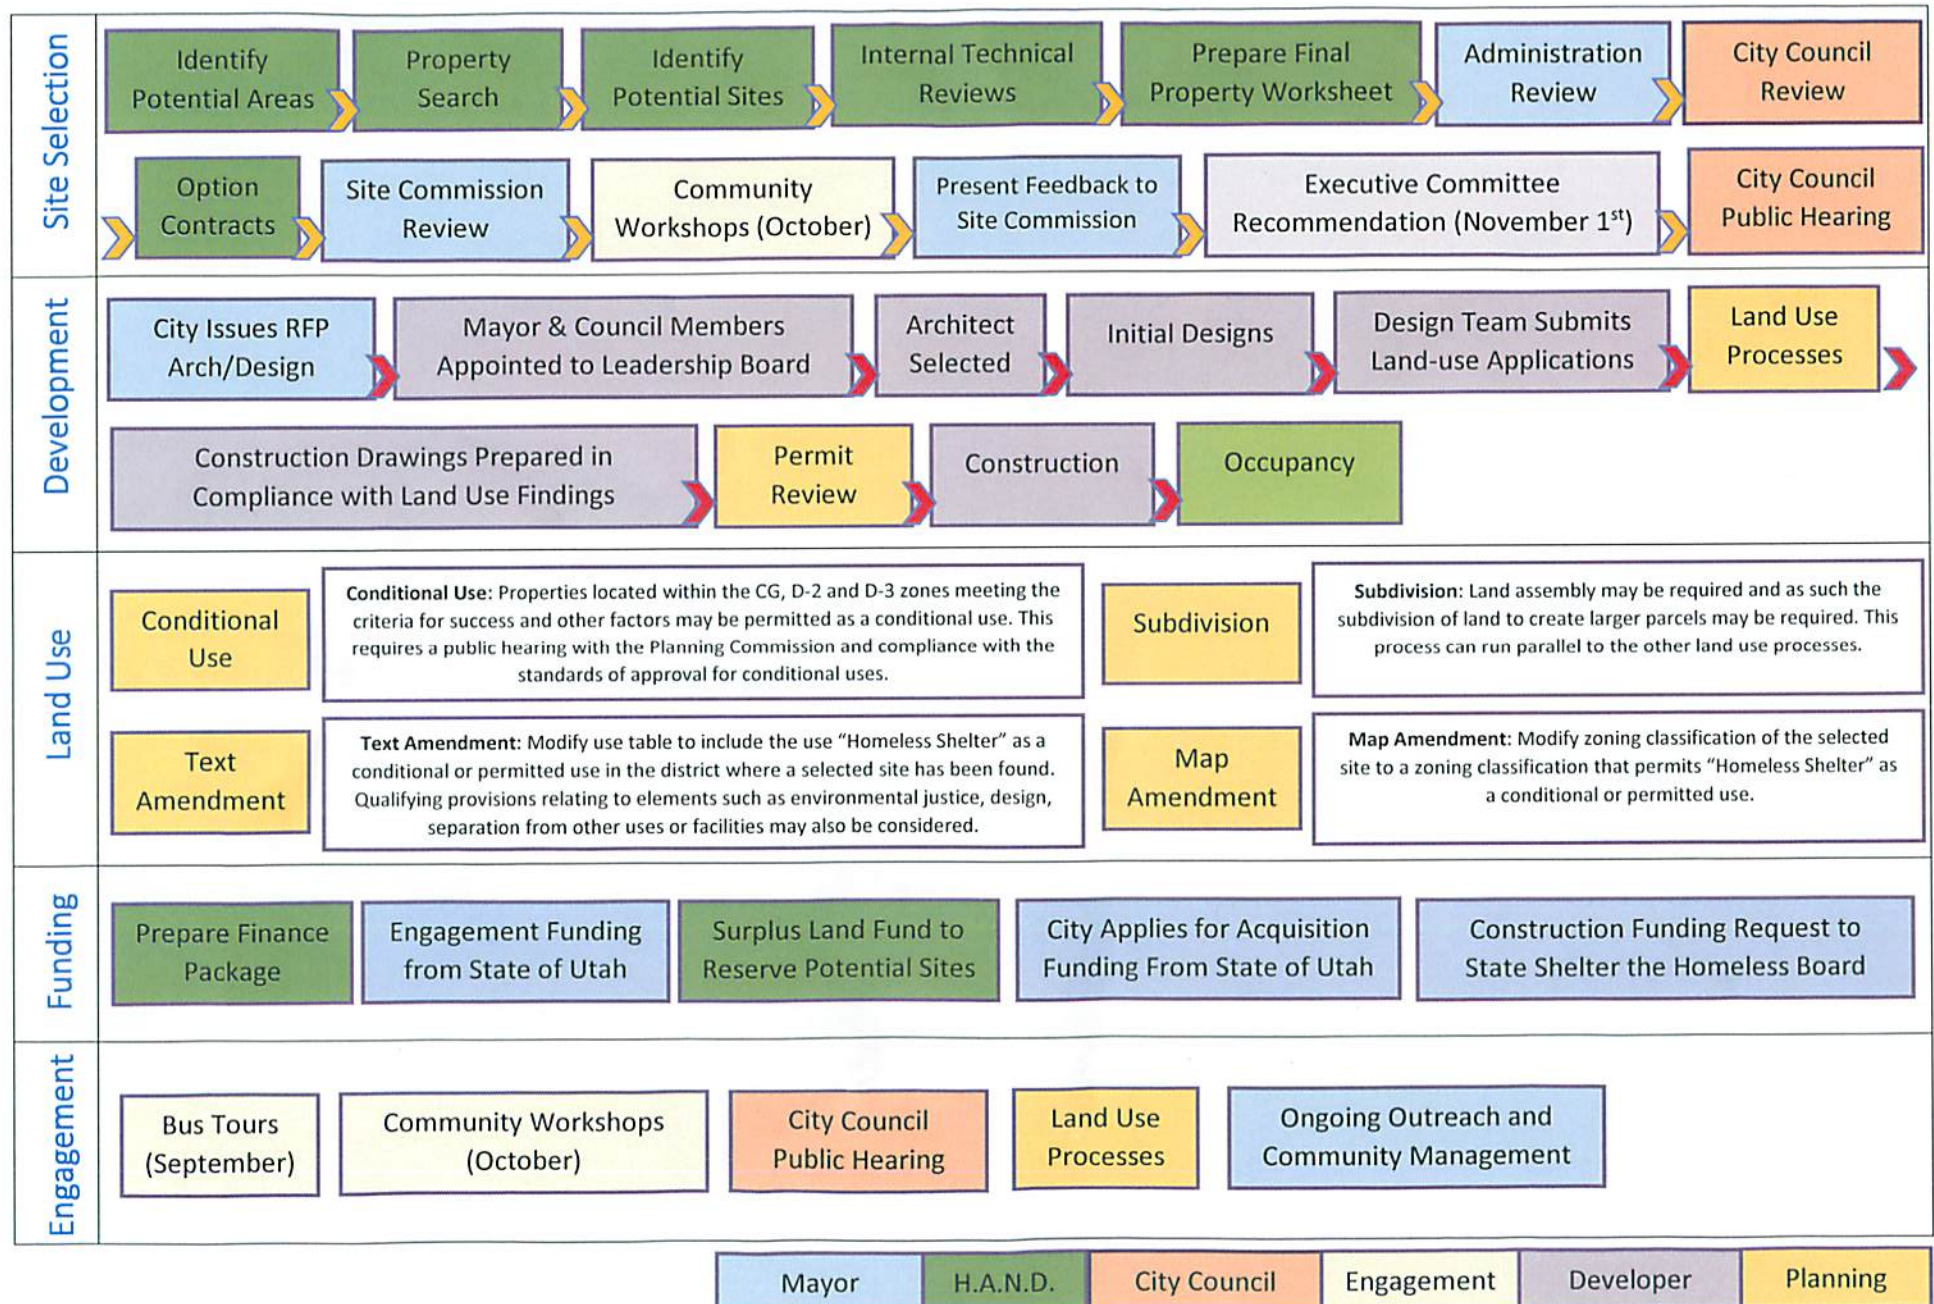 Site Selection
Identify
Potential Areas
Property
Search
Identify
Potential Sites
Internal Technical
Reviews
Prepare Final
Property Worksheet
Administration
Review
City Council
Review
Option
Contracts
Site Commission
Review
Community
Workshops (October)
Present Feedback to
Site Commission
Executive Committee
Recommendation (November 1st)
City Council
Public Hearing
Development
City Issues RFP
Arch/Design
Mayor & Council Members
Appointed to Leadership Board
Architect
Selected
Initial Designs
Design Team Submits
Land-use Applications
Land Use
Processes
Construction Drawings Prepared in
Compliance with Land Use Findings
Permit
Review
Construction
Occupancy
Land Use
Conditional
Use
Conditional Use: Properties located within the CG, D-2 and D-3 zones meeting the
criteria for success and other factors may be permitted as a conditional use. This
requires a public hearing with the Planning Commission and compliance with the
standards of approval for conditional uses.
Subdivision
Subdivision: Land assembly may be required and as such the
subdivision of land to create larger parcels may be required. This
process can run parallel to the other land use processes.
Text
Amendment
Text Amendment: Modify use table to include the use “Homeless Shelter” as a
conditional or permitted use in the district where a selected site has been found.
Qualifying provisions relating to elements such as environmental justice, design,
separation from other uses or facilities may also be considered.
Map
Amendment
Map Amendment: Modify zoning classification of the selected
site to a zoning classification that permits “Homeless Shelter” as
a conditional or permitted use.
Funding
Prepare Finance
Package
Engagement Funding
from State of Utah
Surplus Land Fund to
Reserve Potential Sites
City Applies for Acquisition
Funding From State of Utah
Construction Funding Request to
State Shelter the Homeless Board
Engagement
Bus Tours
(September)
Community Workshops
(October)
City Council
Public Hearing
Land Use
Processes
Ongoing Outreach and
Community Management
Mayor
H.A.N.D.
City Council
Engagement
Developer
Planning